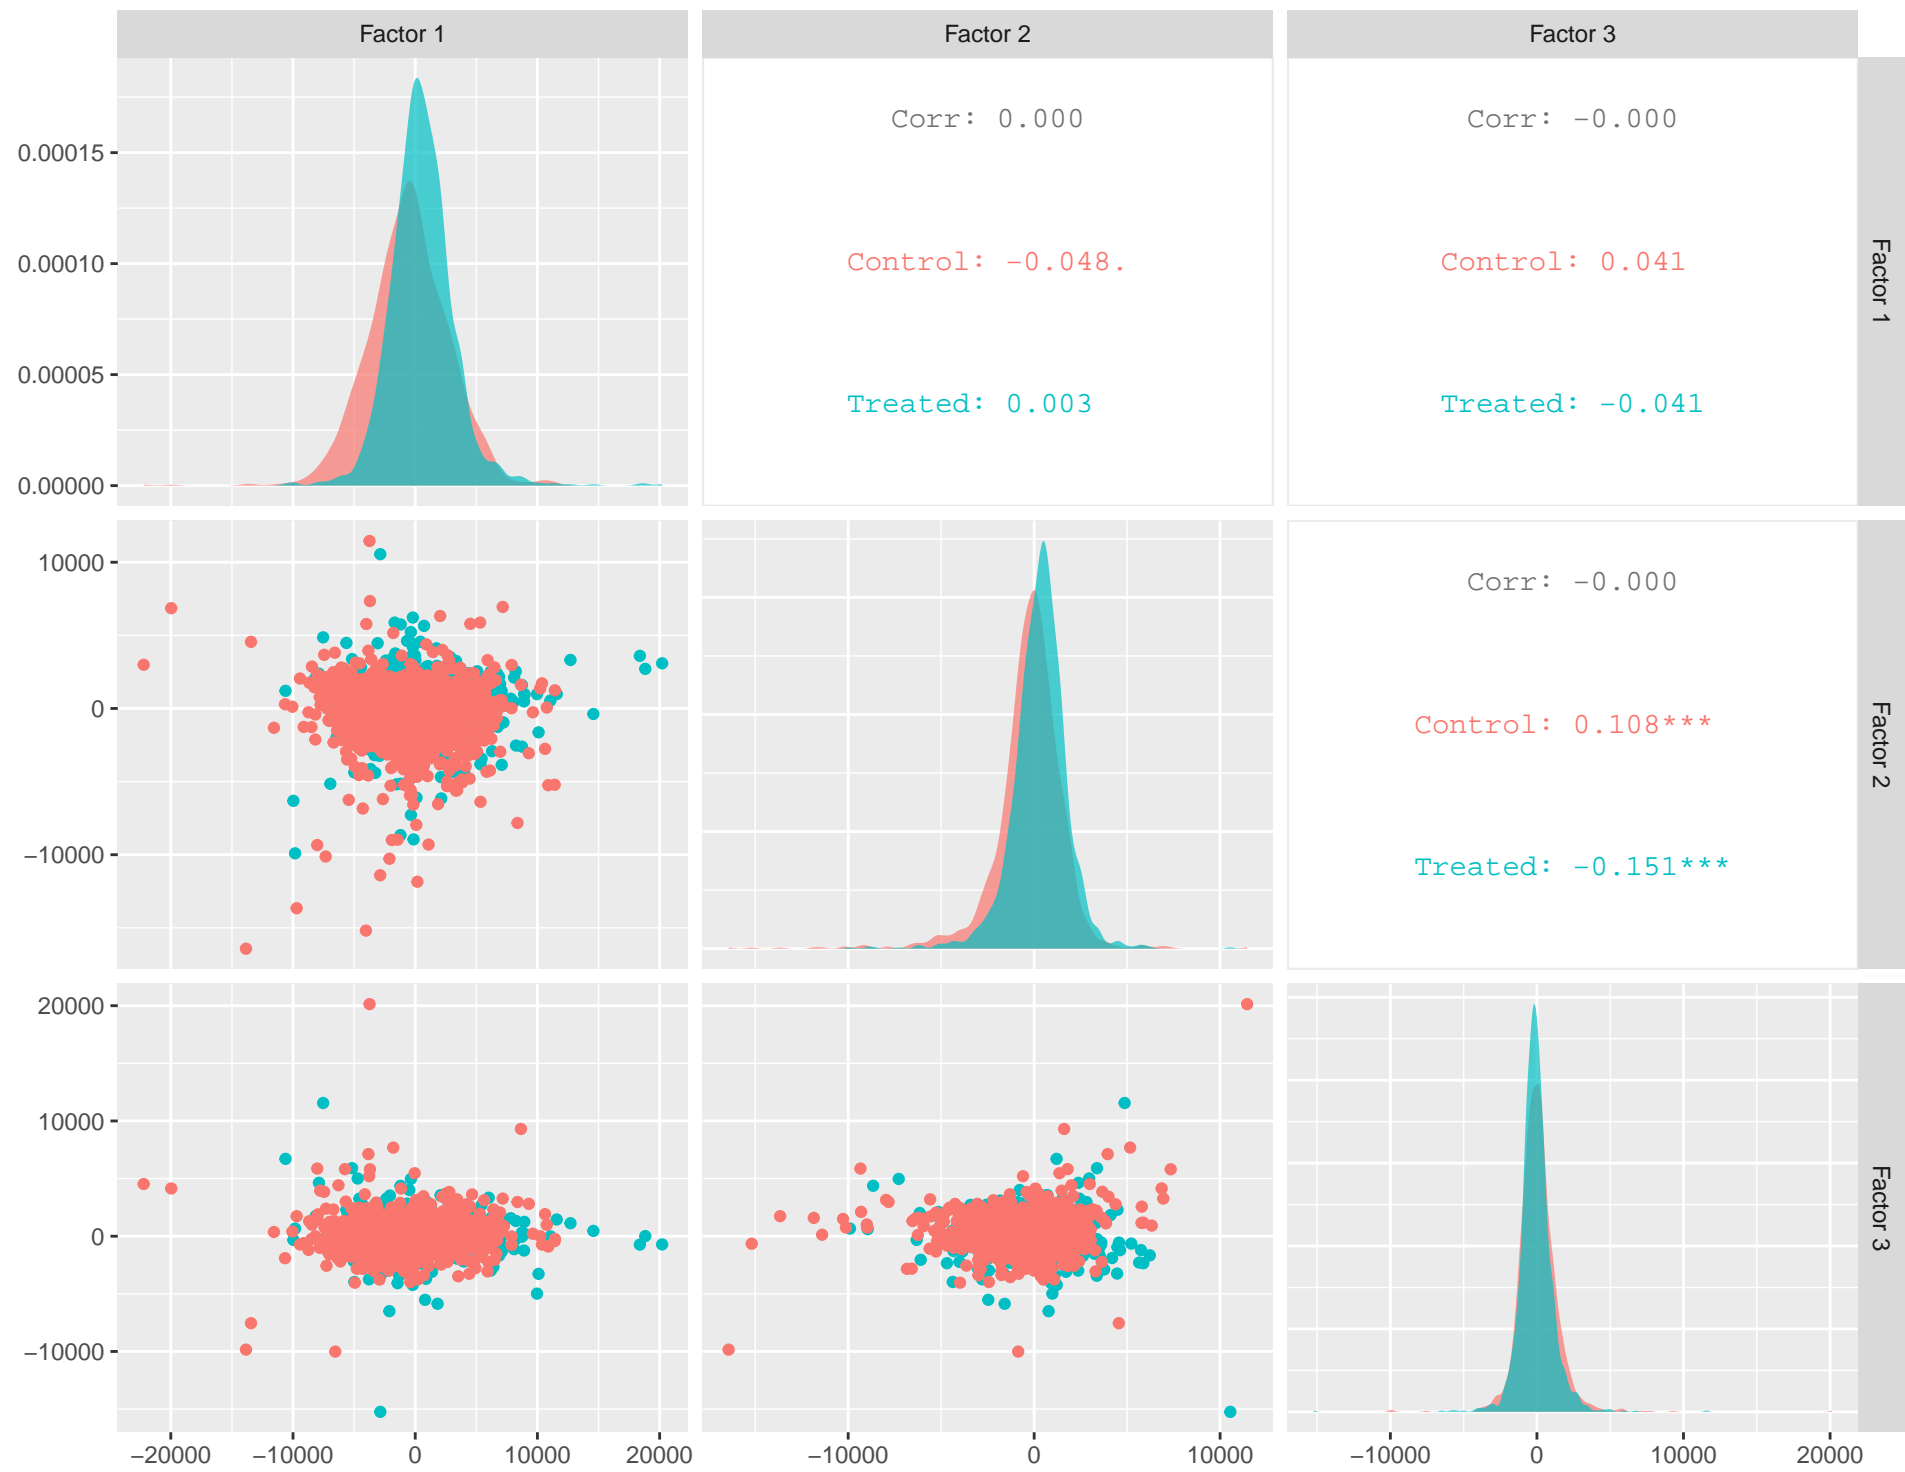 Factor 1
Factor 2
Factor 3
0.00015
0.00010
0.00005
0.00000
Corr: 0.000
Control: −0.048.
Treated: 0.003
Corr: −0.000
Control: 0.041
Treated: −0.041
Factor 1
10000
0
−10000
Corr: −0.000
Control: 0.108***
Treated: −0.151***
Factor 2
20000
10000
0
−10000
Factor 3
−20000
−10000
0
10000
20000
−10000
0
10000
−10000
0
10000
20000